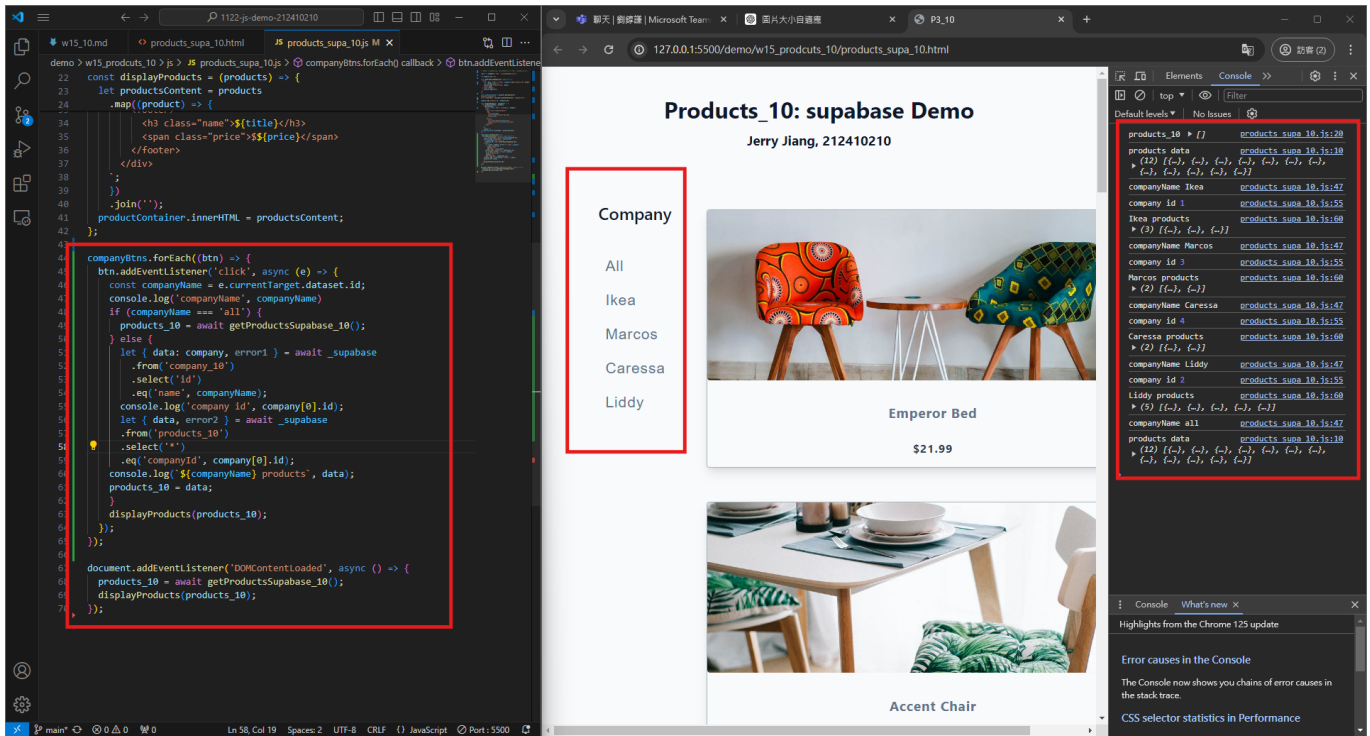 1122-js-demo-212410210
w15_10.md
products_supa_10.html
JS products_supa_10.js M
demo > w15_prodcuts_10 > js > JS products_supa_10.js > companyBtns.forEach() callback > btn.addEventListene
22 const displayProducts = (products) => {
23 let productsContent = products
24 .map((product) => {
34 <h3 class="name">${title}</h3>
35 <span class="price">$${price}</span>
36 </footer>
37 </div>
38 `;
39 })
40 .join('');
41 productContainer.innerHTML = productsContent;
42 };
43
44 companyBtns.forEach((btn) => {
btn.addEventListener('click', async (e) => {
const companyName = e.currentTarget.dataset.id;
console.log('companyName', companyName)
if (companyName === 'all') {
products_10 = await getProductsSupabase_10();
} else {
let { data: company, error1 } = await _supabase
.from('company_10')
.select('id')
.eq('name', companyName);
console.log('company id', company[0].id);
let { data, error2 } = await _supabase
.from('products_10')
58 .select('*')
.eq('companyId', company[0].id);
console.log(`${companyName} products`, data);
products_10 = data;
}
displayProducts(products_10);
});
});
document.addEventListener('DOMContentLoaded', async () => {
products_10 = await getProductsSupabase_10();
displayProducts(products_10);
});
2
main*
0 0
0
Ln 58, Col 19
Spaces: 2
UTF-8
CRLF
{} JavaScript
Port : 5500
聊天 | 劉錞謹 | Microsoft Team
圖片大小自適應
P3_10
127.0.0.1:5500/demo/w15_prodcuts_10/products_supa_10.html
訪客 (2)
Products_10: supabase Demo
Jerry Jiang, 212410210
Company
All
Ikea
Marcos
Caressa
Liddy
Emperor Bed
$21.99
Accent Chair
Elements
Console
top
Filter
Default levels
No Issues
products_10 ▶ [] products_supa_10.js:20
products data products_supa_10.js:10
▶ (12) [{…}, {…}, {…}, {…}, {…}, {…}, {…},
{…}, {…}, {…}, {…}, {…}]
companyName Ikea products_supa_10.js:47
company id 1 products_supa_10.js:55
Ikea products products_supa_10.js:60
▶ (3) [{…}, {…}, {…}]
companyName Marcos products_supa_10.js:47
company id 3 products_supa_10.js:55
Marcos products products_supa_10.js:60
▶ (2) [{…}, {…}]
companyName Caressa products_supa_10.js:47
company id 4 products_supa_10.js:55
Caressa products products_supa_10.js:60
▶ (2) [{…}, {…}]
companyName Liddy products_supa_10.js:47
company id 2 products_supa_10.js:55
Liddy products products_supa_10.js:60
▶ (5) [{…}, {…}, {…}, {…}, {…}]
companyName all products_supa_10.js:47
products data products_supa_10.js:10
▶ (12) [{…}, {…}, {…}, {…}, {…}, {…}, {…},
{…}, {…}, {…}, {…}, {…}]
Console
What's new
Highlights from the Chrome 125 update
Error causes in the Console
The Console now shows you chains of error causes in
the stack trace.
CSS selector statistics in Performance